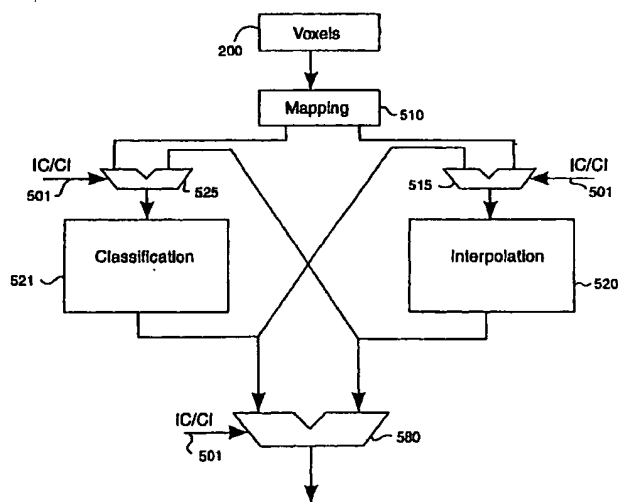 Voxels
200
Mapping
510
IC/CI
501
525
515
IC/CI
501
Classification
521
Interpolation
520
IC/CI
501
580